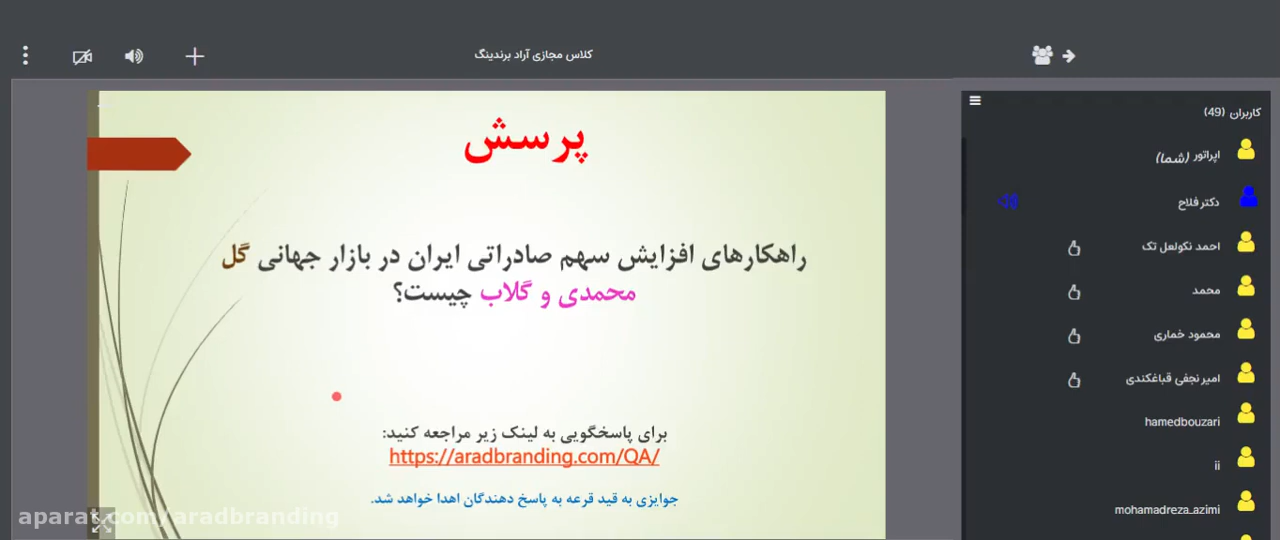 کلاس مجازی آراد برندینگ
پرسش
راهکارهای افزایش سهم صادراتی ایران در بازار جهانی گل
محمدی و گلاب چیست؟
برای پاسخگویی به لینک زیر مراجعه کنید:
https://aradbranding.com/QA/
جوایزی به قید قرعه به پاسخ دهندگان اهدا خواهد شد.
aparat.com/aradbranding
کاربران (49)
اپراتور (شما)
دکتر فلاح
احمد نکولعل تک
محمد
محمود خماری
امیر نجفی قباغکندی
hamedbouzari
ii
mohamadreza_azimi